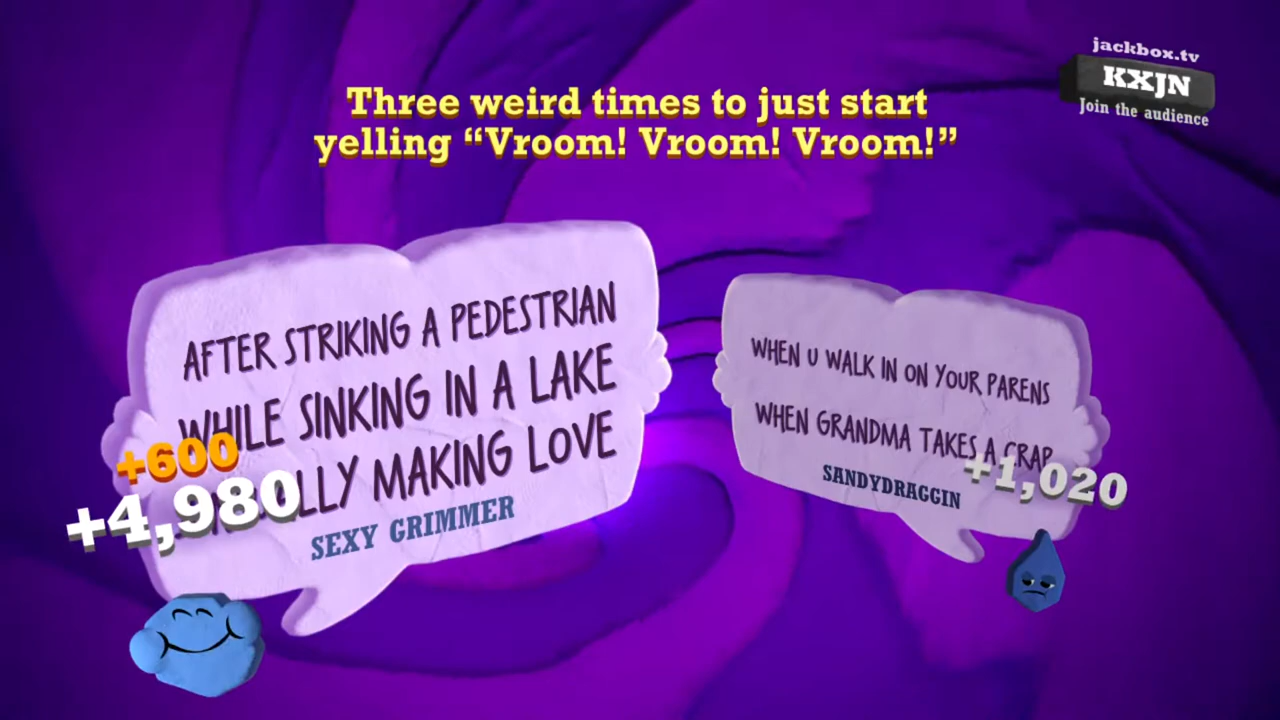 jackbox.tv
KXJN
Join the audience
Three weird times to just start
yelling “Vroom! Vroom! Vroom!”
AFTER STRIKING A PEDESTRIAN
WHILE SINKING IN A LAKE
MAKING LOVE
SEXY GRIMMER
+600
+4,980
WHEN U WALK IN ON YOUR PARENS
WHEN GRANDMA TAKES A CRAP
SANDYDRAGGIN
+1,020